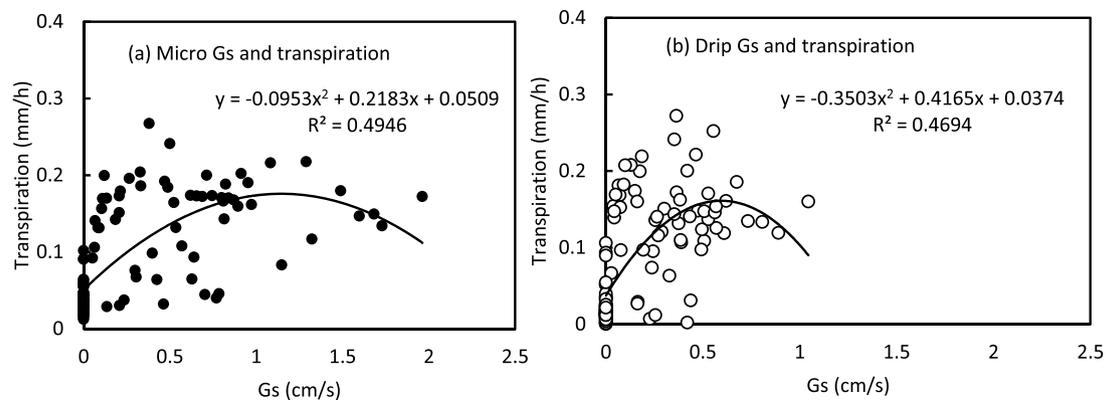 (a) Micro Gs and transpiration
y = -0.0953x² + 0.2183x + 0.0509
R² = 0.4946
Transpiration (mm/h)
0.4
0.3
0.2
0.1
0
0 0.5 1 1.5 2 2.5
Gs (cm/s)
(b) Drip Gs and transpiration
y = -0.3503x² + 0.4165x + 0.0374
R² = 0.4694
Transpiration (mm/h)
0.4
0.3
0.2
0.1
0
0 0.5 1 1.5 2 2.5
Gs (cm/s)